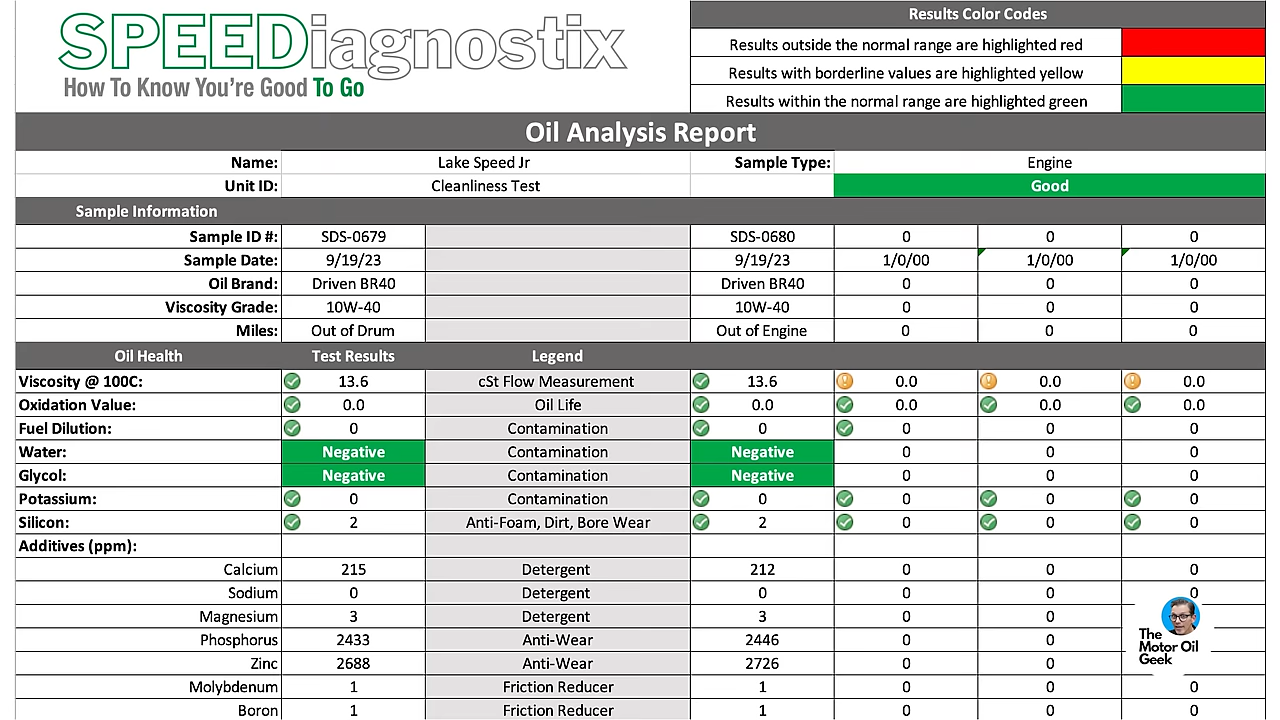 SPEEDiagnostix
How To Know You're Good To Go
Results Color Codes
Results outside the normal range are highlighted red
Results with borderline values are highlighted yellow
Results within the normal range are highlighted green
Oil Analysis Report
Name: Lake Speed Jr Sample Type: Engine
Unit ID: Cleanliness Test Good
Sample Information
Sample ID #: SDS-0679 SDS-0680 0 0 0
Sample Date: 9/19/23 9/19/23 1/0/00 1/0/00 1/0/00
Oil Brand: Driven BR40 Driven BR40 0 0 0
Viscosity Grade: 10W-40 10W-40 0 0 0
Miles: Out of Drum Out of Engine 0 0 0
Oil Health Test Results Legend
Viscosity @ 100C: 13.6 cSt Flow Measurement 13.6 0.0 0.0 0.0
Oxidation Value: 0.0 Oil Life 0.0 0.0 0.0 0.0
Fuel Dilution: 0 Contamination 0 0 0 0
Water: Negative Contamination Negative 0 0 0
Glycol: Negative Contamination Negative 0 0 0
Potassium: 0 Contamination 0 0 0 0
Silicon: 2 Anti-Foam, Dirt, Bore Wear 2 0 0 0
Additives (ppm):
Calcium 215 Detergent 212 0 0 0
Sodium 0 Detergent 0 0 0 0
Magnesium 3 Detergent 3 0 0
Phosphorus 2433 Anti-Wear 2446 0 0
Zinc 2688 Anti-Wear 2726 0 0
Molybdenum 1 Friction Reducer 1 0 0 0
Boron 1 Friction Reducer 1 0 0 0
The
Motor Oil
Geek